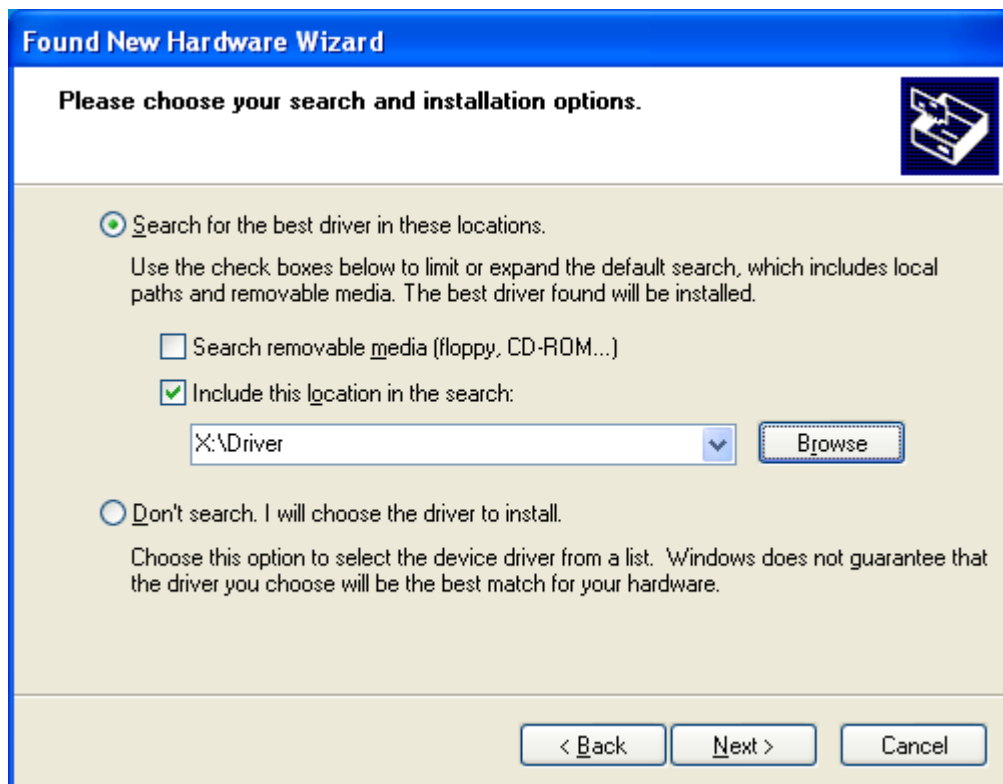 Found New Hardware Wizard
Please choose your search and installation options.
Search for the best driver in these locations.
Use the check boxes below to limit or expand the default search, which includes local
paths and removable media. The best driver found will be installed.
Search removable media (floppy, CD-ROM...)
Include this location in the search:
X:\Driver
Browse
Don't search. I will choose the driver to install.
Choose this option to select the device driver from a list.  Windows does not guarantee that
the driver you choose will be the best match for your hardware.
< Back
Next >
Cancel